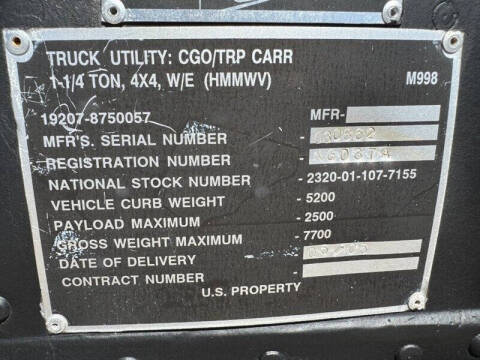 TRUCK UTILITY: CGO/TRP CARR
1-1/4 TON, 4X4, W/E (HMMWV) M998
19207-8750057 MFR-
MFR'S. SERIAL NUMBER -
REGISTRATION NUMBER -
NATIONAL STOCK NUMBER - 2320-01-107-7155
VEHICLE CURB WEIGHT - 5200
PAYLOAD MAXIMUM - 2500
GROSS WEIGHT MAXIMUM - 7700
DATE OF DELIVERY -
CONTRACT NUMBER -
U.S. PROPERTY